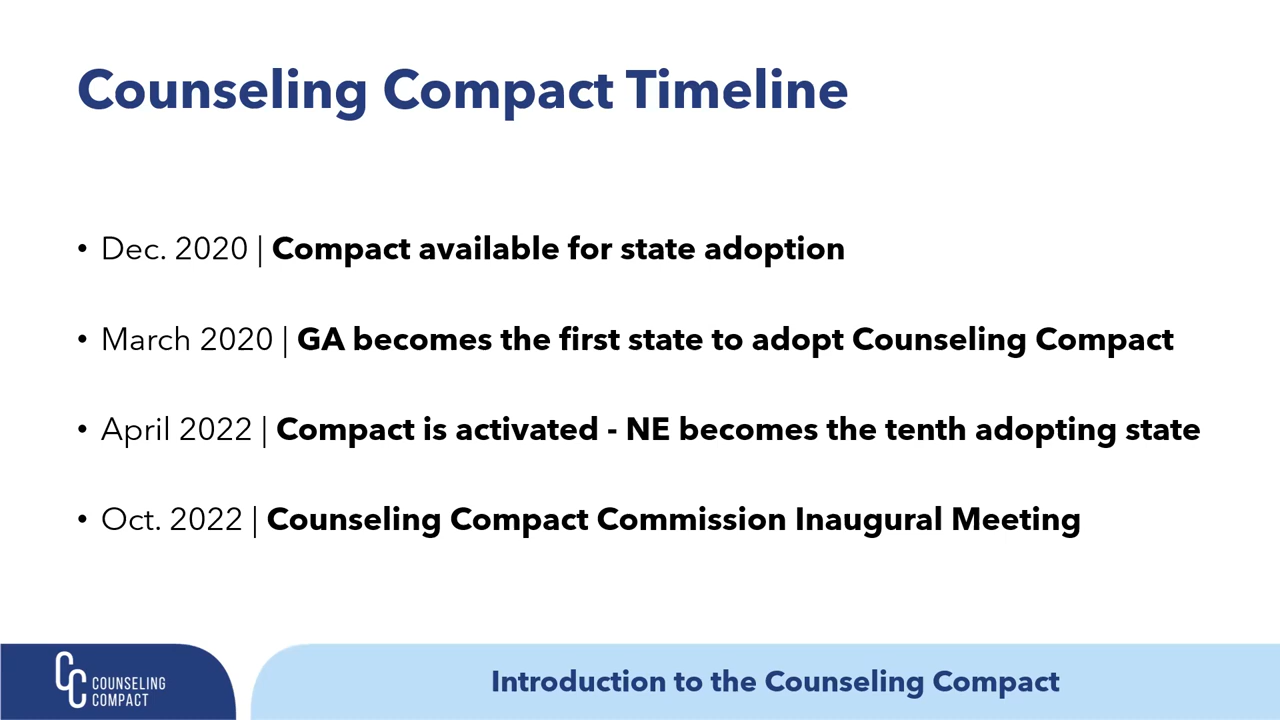 Counseling Compact Timeline
• Dec. 2020 | Compact available for state adoption
• March 2020 | GA becomes the first state to adopt Counseling Compact
• April 2022 | Compact is activated - NE becomes the tenth adopting state
• Oct. 2022 | Counseling Compact Commission Inaugural Meeting
CC COUNSELING
COMPACT
Introduction to the Counseling Compact